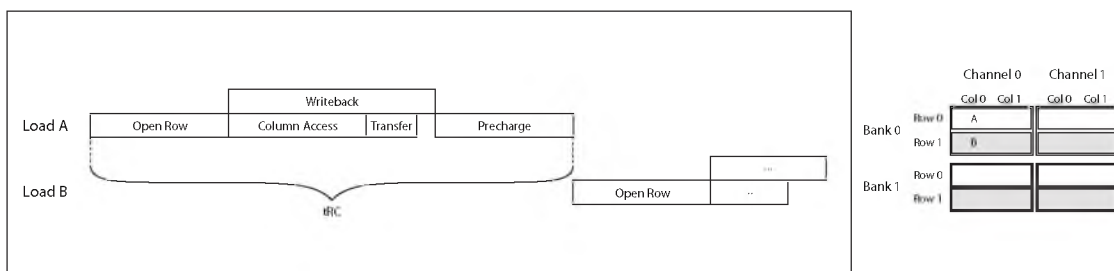 Channel 0 Channel 1
Col 0 Col 1 Col 0 Col 1
Writeback
Load A Open Row Column Access Transfer Precharge
Bank 0 Row 0 A
Row 1
Load B Open Row
tRC
Bank 1 Row 0
Row 1